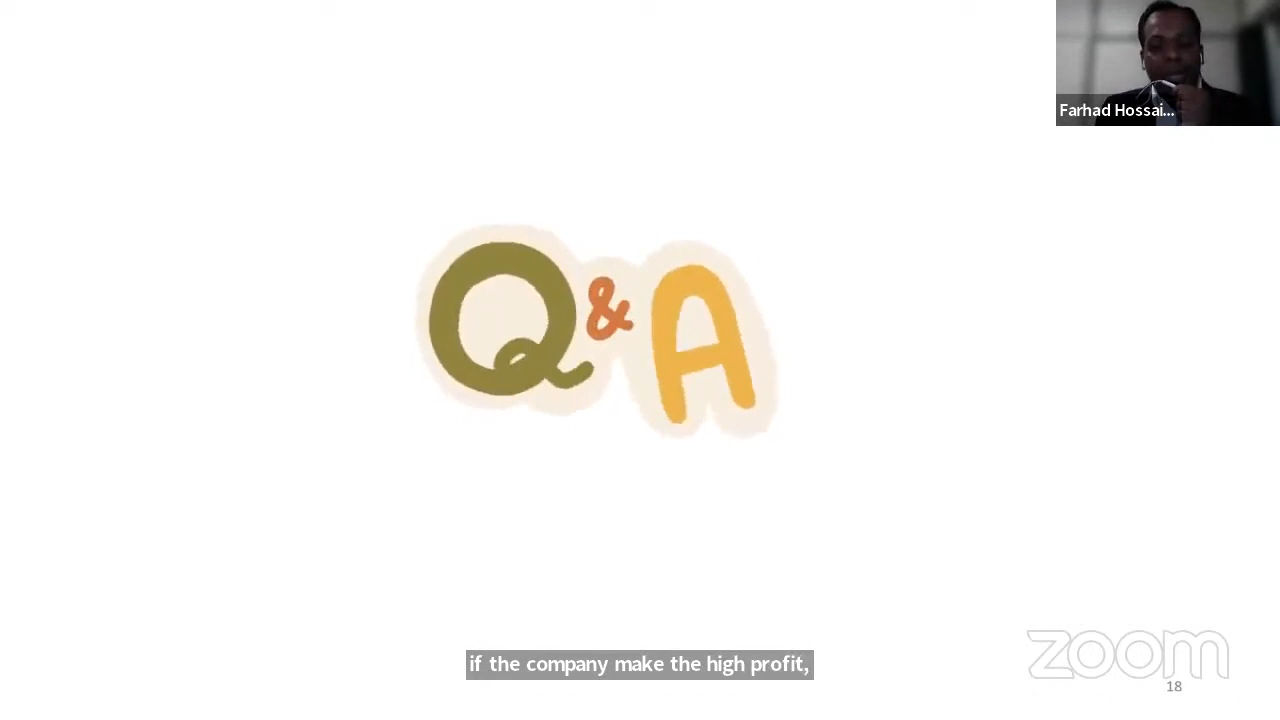 Farhad Hossai...
Q & A
if the company make the high profit,
zoom
18